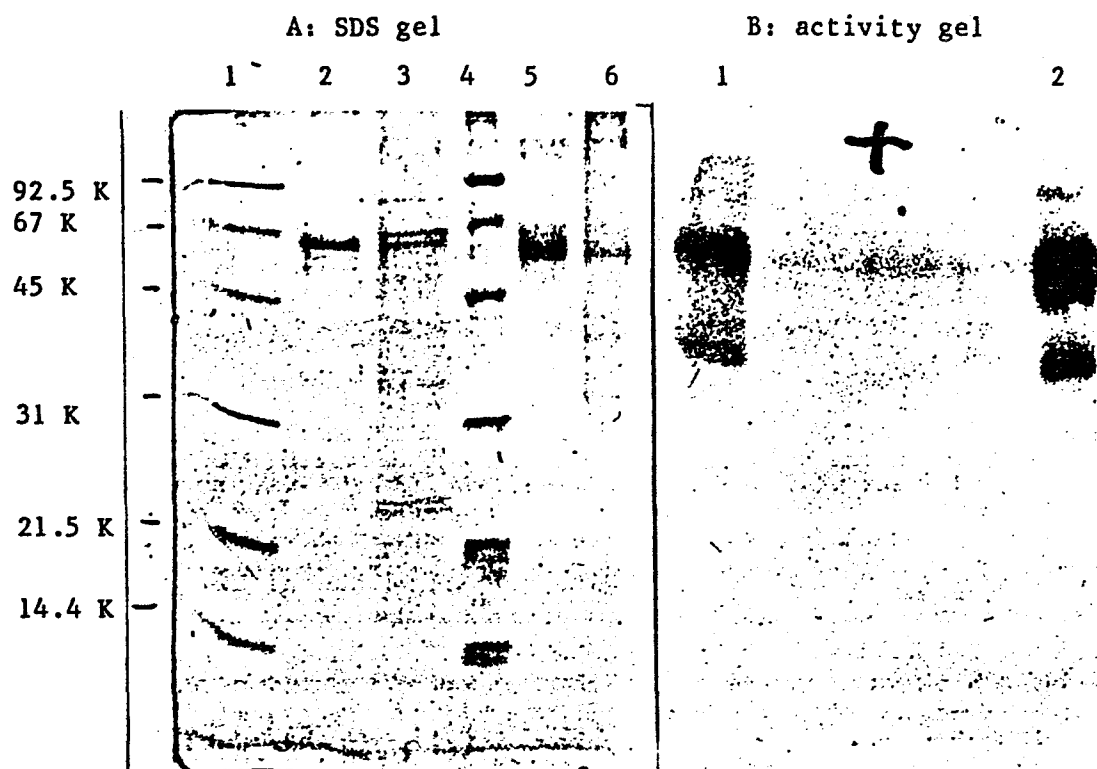 A: SDS gel
B: activity gel
1 2 3 4 5 6
1 2
92.5 K
67 K
45 K
31 K
21.5 K
14.4 K
+